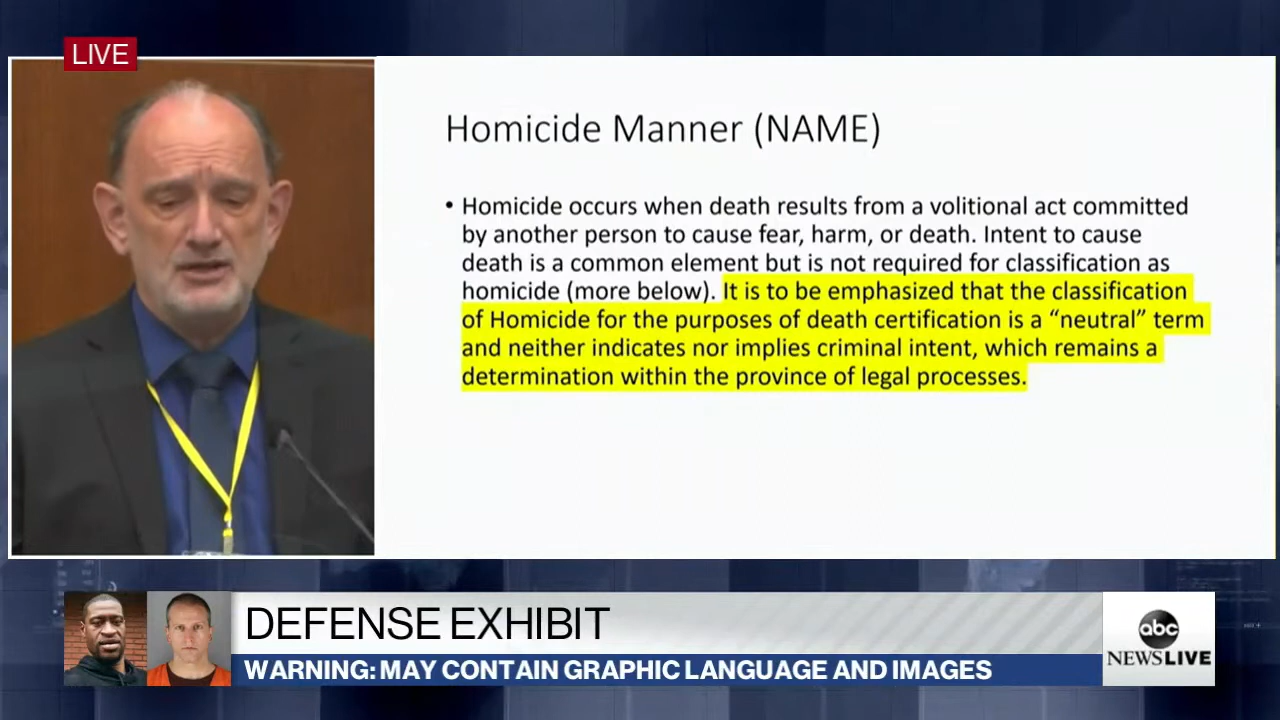 LIVE
Homicide Manner (NAME)
• Homicide occurs when death results from a volitional act committed
by another person to cause fear, harm, or death. Intent to cause
death is a common element but is not required for classification as
homicide (more below). It is to be emphasized that the classification
of Homicide for the purposes of death certification is a “neutral” term
and neither indicates nor implies criminal intent, which remains a
determination within the province of legal processes.
DEFENSE EXHIBIT
WARNING: MAY CONTAIN GRAPHIC LANGUAGE AND IMAGES
abc
NEWSLIVE